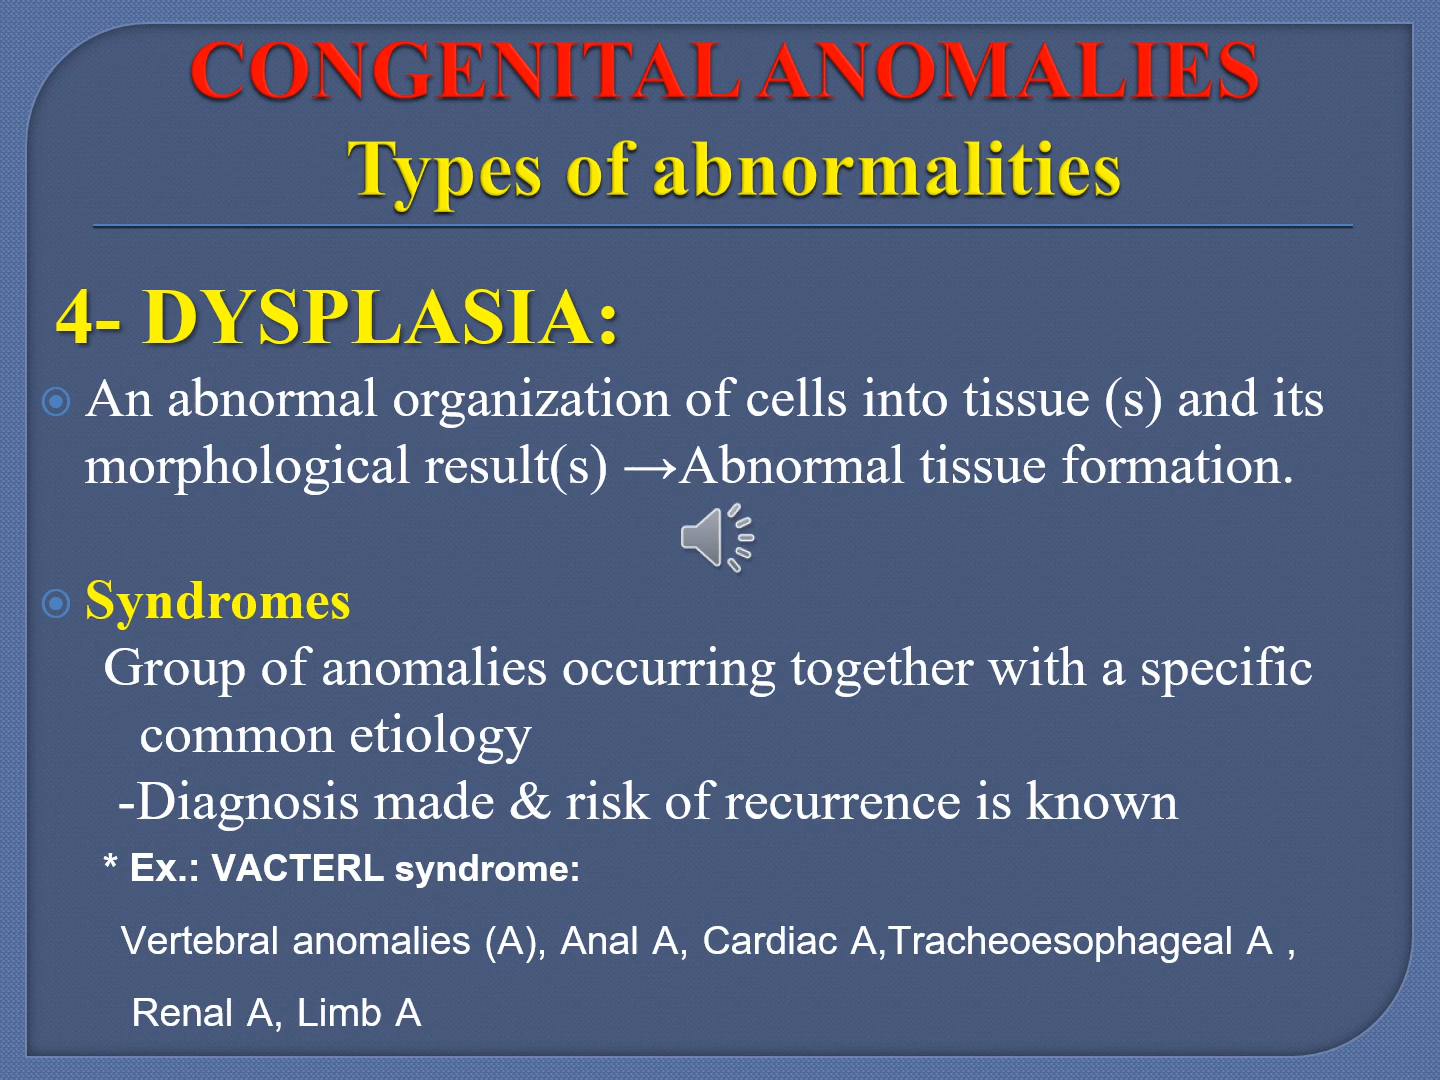 CONGENITAL ANOMALIES
Types of abnormalities
4- DYSPLASIA:
An abnormal organization of cells into tissue (s) and its
morphological result(s) →Abnormal tissue formation.
Syndromes
Group of anomalies occurring together with a specific
common etiology
-Diagnosis made & risk of recurrence is known
* Ex.: VACTERL syndrome:
Vertebral anomalies (A), Anal A, Cardiac A,Tracheoesophageal A ,
Renal A, Limb A